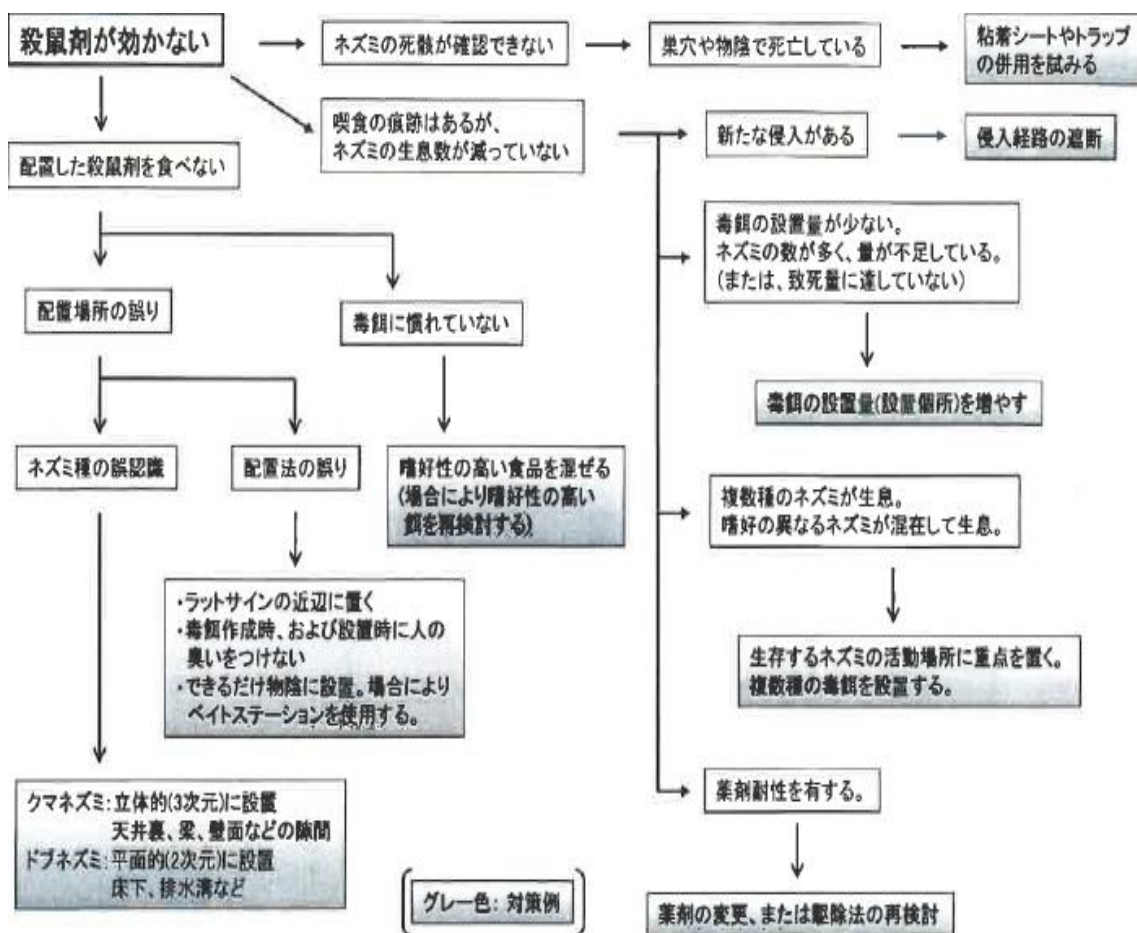 殺鼠剤が効かない
ネズミの死骸が確認できない
巣穴や物陰で死亡している
粘着シートやトラップ
の併用を試みる
喫食の痕跡はあるが、
ネズミの生息数が減っていない
新たな侵入がある
侵入経路の遮断
配置した殺鼠剤を食べない
毒餌の設置量が少ない。
ネズミの数が多く、量が不足している。
(または、致死量に達していない)
配置場所の誤り
毒餌に慣れていない
毒餌の設置量(設置個所)を増やす
ネズミ種の誤認識
配置法の誤り
嗜好性の高い食品を混ぜる
(場合により嗜好性の高い
餌を再検討する)
複数種のネズミが生息。
嗜好の異なるネズミが混在して生息。
・ラットサインの近辺に置く
・毒餌作成時、および設置時に人の
臭いをつけない
・できるだけ物陰に設置。場合により
ベイトステーションを使用する。
生存するネズミの活動場所に重点を置く。
複数種の毒餌を設置する。
クマネズミ:立体的(3次元)に設置
天井裏、梁、壁面などの隙間
ドブネズミ:平面的(2次元)に設置
床下、排水溝など
薬剤耐性を有する。
グレー色: 対策例
薬剤の変更、または駆除法の再検討